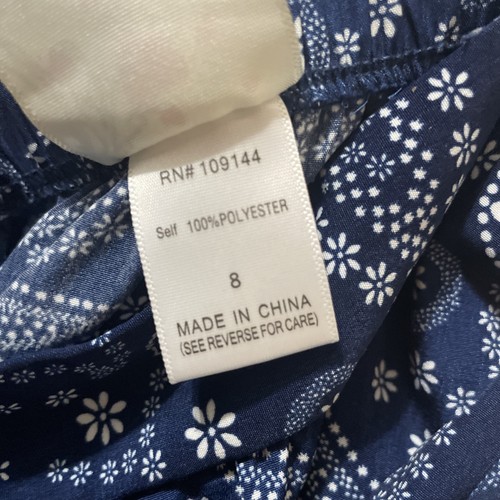 RN# 109144
Self 100%POLYESTER
8
MADE IN CHINA
(SEE REVERSE FOR CARE)